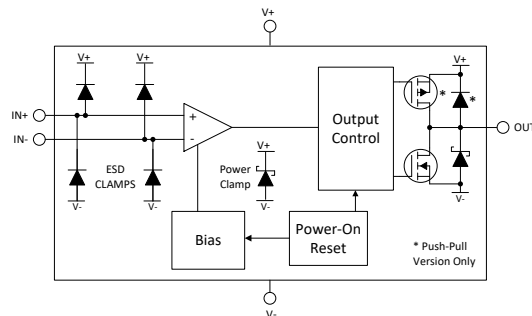 V+
V+
V+
V+
*
*
IN+
IN-
+
-
Output
Control
OUT
ESD
CLAMPS
Power
Clamp
V+
V-
V-
V-
V-
Bias
Power-On
Reset
* Push-Pull
Version Only
V-